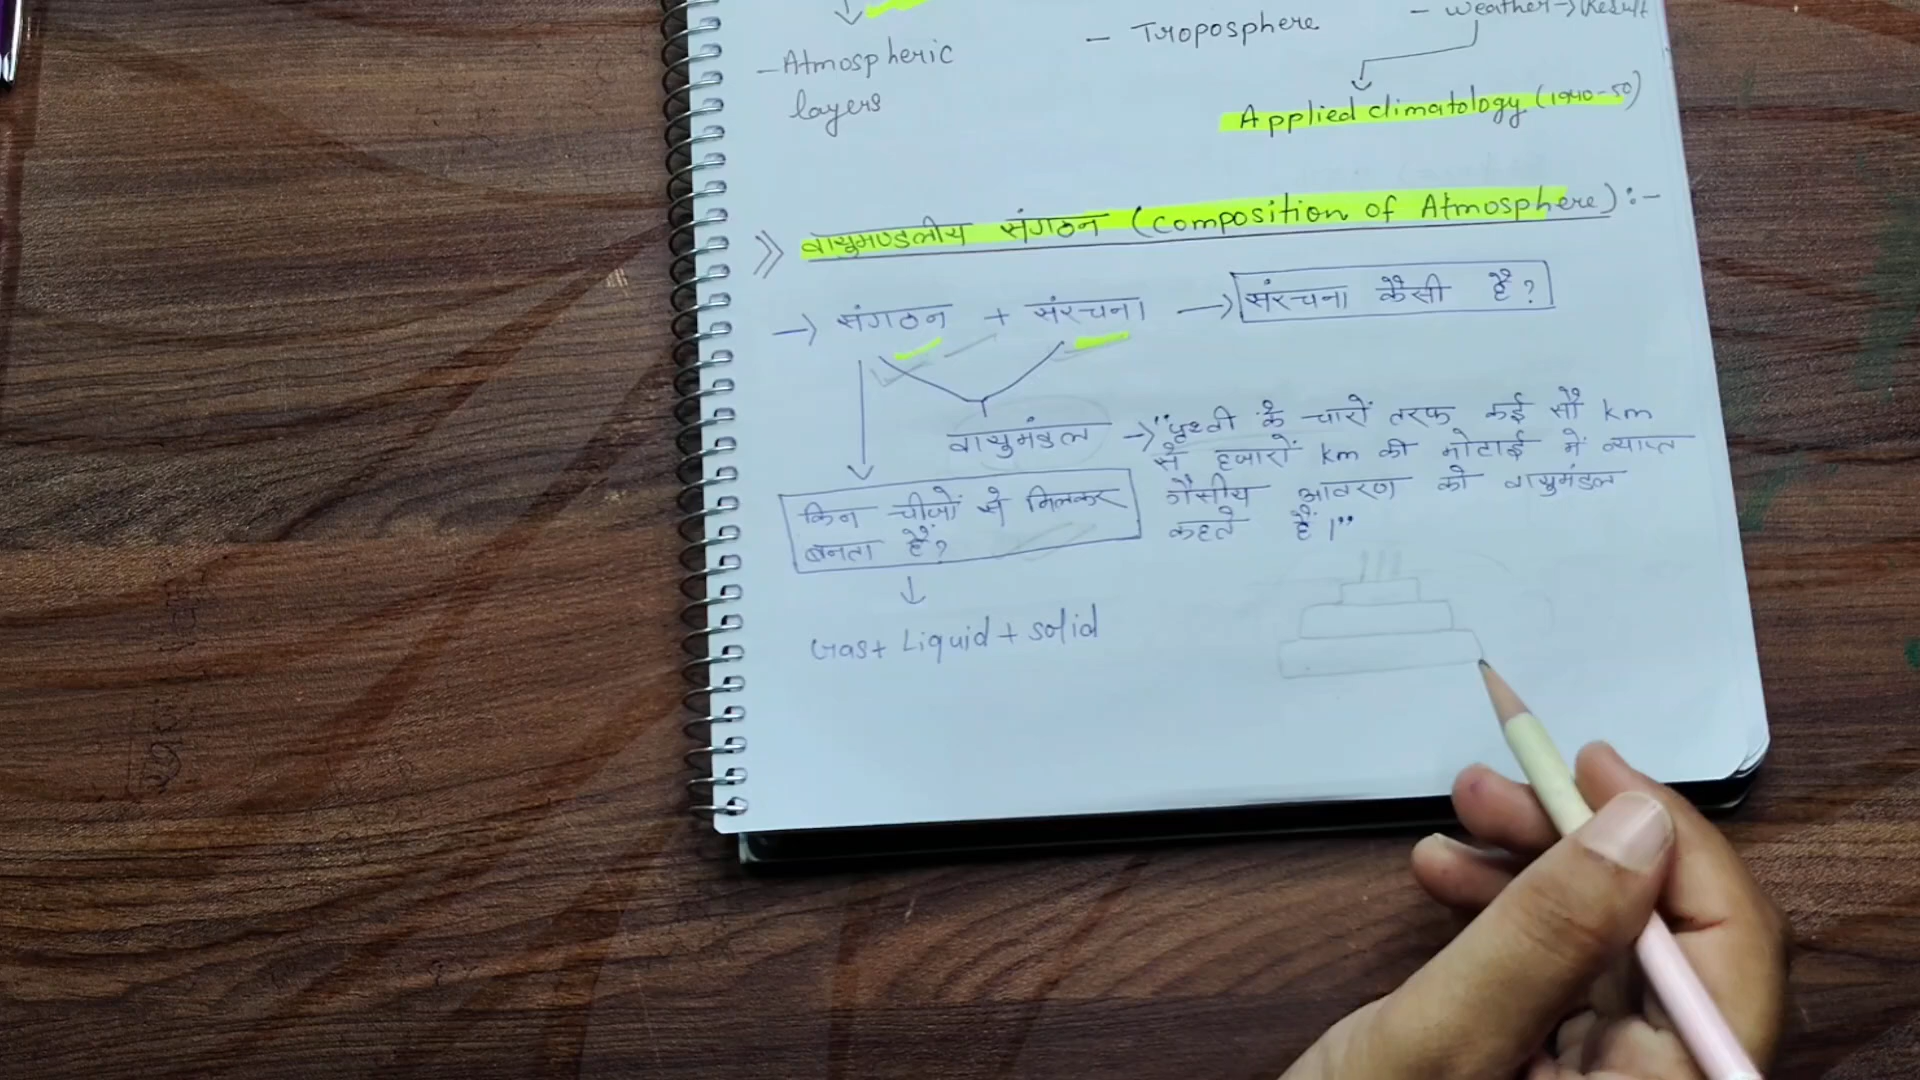 - Atmospheric
layers
- Troposphere
- Weather → Result
Applied climatology (1940-50)
» वायुमण्डलीय संगठन (Composition of Atmosphere) :-
→ संगठन + संरचना → संरचना कैसी है ?
वायुमंडल → "पृथ्वी के चारों तरफ कई सौ km
से हजारों km की मोटाई में व्याप्त
गैसीय आवरण को वायुमंडल
कहते हैं।"
किन चीजों से मिलकर
बनता है ?
Gas + Liquid + Solid